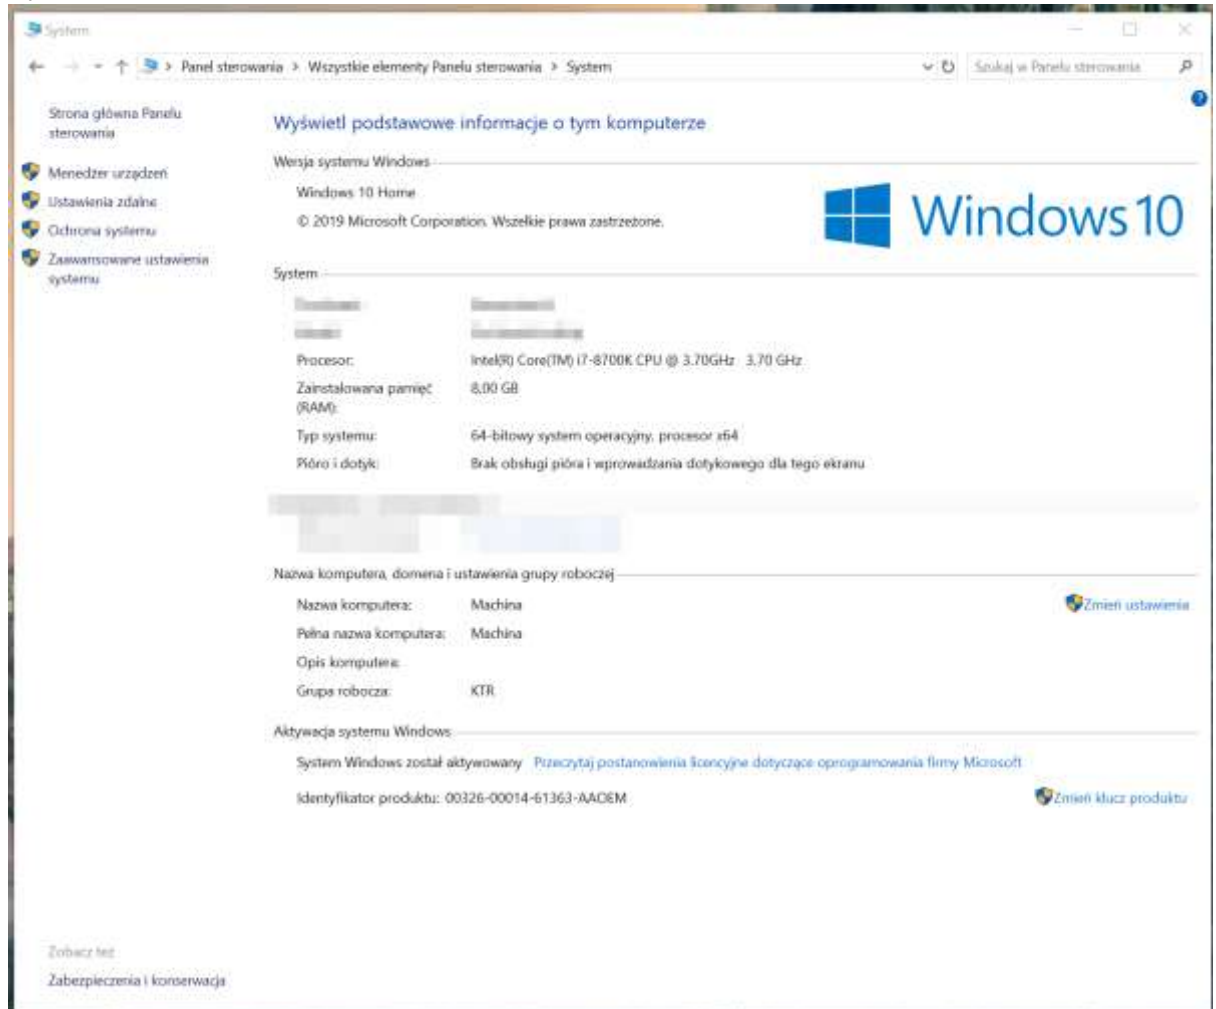 System
Panel sterowania > Wszystkie elementy Panelu sterowania > System
Szukaj w Panelu sterowania
Strona główna Panelu
sterowania
Menedżer urządzeń
Ustawienia zdalne
Ochrona systemu
Zaawansowane ustawienia
systemu
Wyświetl podstawowe informacje o tym komputerze
Wersja systemu Windows
Windows 10 Home
© 2019 Microsoft Corporation. Wszelkie prawa zastrzeżone.
Windows 10
System
Procesor: Intel(R) Core(TM) i7-8700K CPU @ 3.70GHz 3.70 GHz
Zainstalowana pamięć
(RAM): 8,00 GB
Typ systemu: 64-bitowy system operacyjny, procesor x64
Pióro i dotyk: Brak obsługi pióra i wprowadzania dotykowego dla tego ekranu
Nazwa komputera, domena i ustawienia grupy roboczej
Nazwa komputera: Machina
Zmień ustawienia
Pełna nazwa komputera: Machina
Opis komputera:
Grupa robocza: KTR
Aktywacja systemu Windows
System Windows został aktywowany Przeczytaj postanowienia licencyjne dotyczące oprogramowania firmy Microsoft
Identyfikator produktu: 00326-00014-61363-AAOEM
Zmień klucz produktu
Zobacz też
Zabezpieczenia i konserwacja